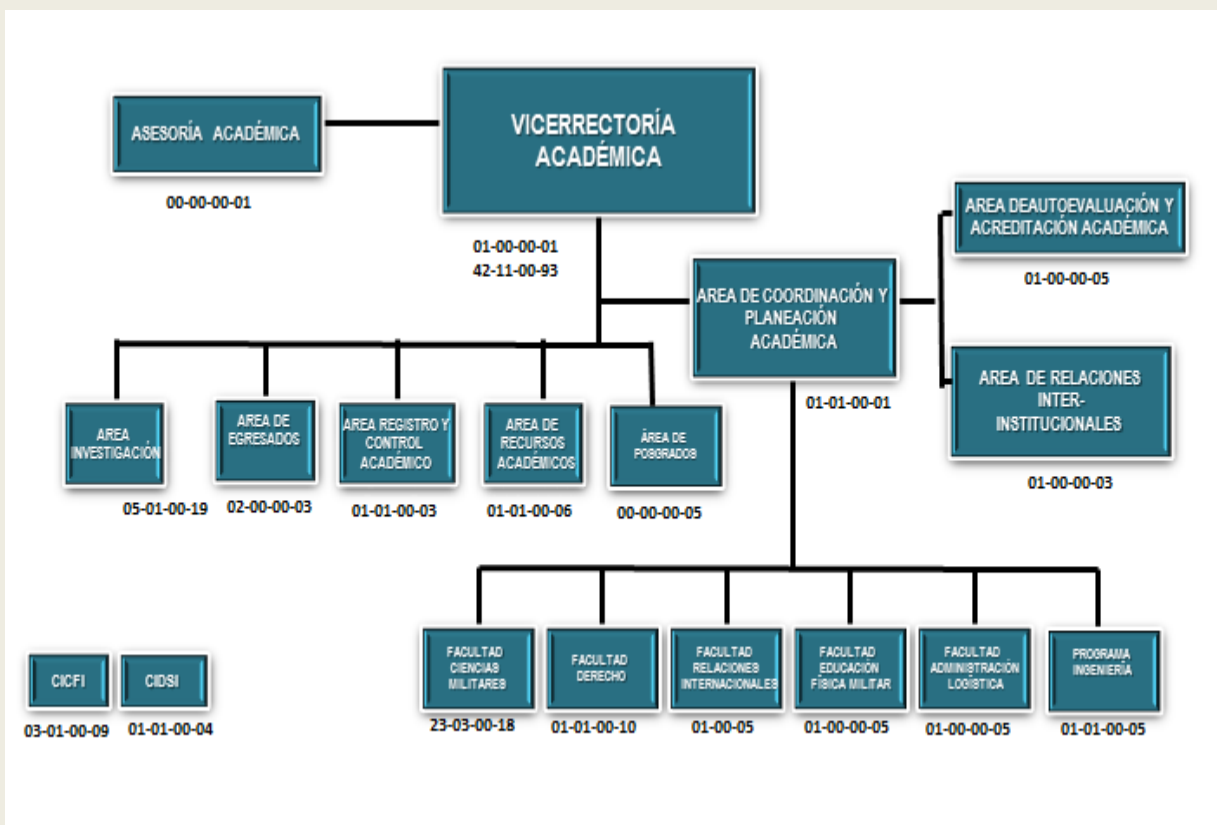 ASESORÍA ACADÉMICA
00-00-00-01
VICERRECTORÍA
ACADÉMICA
01-00-00-01
42-11-00-93
AREA DE COORDINACIÓN Y
PLANEACIÓN
ACADÉMICA
01-01-00-01
AREA DEAUTOEVALUACIÓN Y
ACREDITACIÓN ACADÉMICA
01-00-00-05
AREA DE RELACIONES
INTER-
INSTITUCIONALES
01-00-00-03
AREA
INVESTIGACIÓN
05-01-00-19
AREA DE
EGRESADOS
02-00-00-03
AREA REGISTRO Y
CONTROL
ACADÉMICO
01-01-00-03
AREA DE
RECURSOS
ACADÉMICOS
01-01-00-06
ÁREA DE
POSGRADOS
00-00-00-05
CICFI
03-01-00-09
CIDSI
01-01-00-04
FACULTAD
CIENCIAS
MILITARES
23-03-00-18
FACULTAD
DERECHO
01-01-00-10
FACULTAD
RELACIONES
INTERNACIONALES
01-00-05
FACULTAD
EDUCACIÓN
FÍSICA MILITAR
01-00-00-05
FACULTAD
ADMINISTRACIÓN
LOGÍSTICA
01-00-00-05
PROGRAMA
INGENIERÍA
01-01-00-05